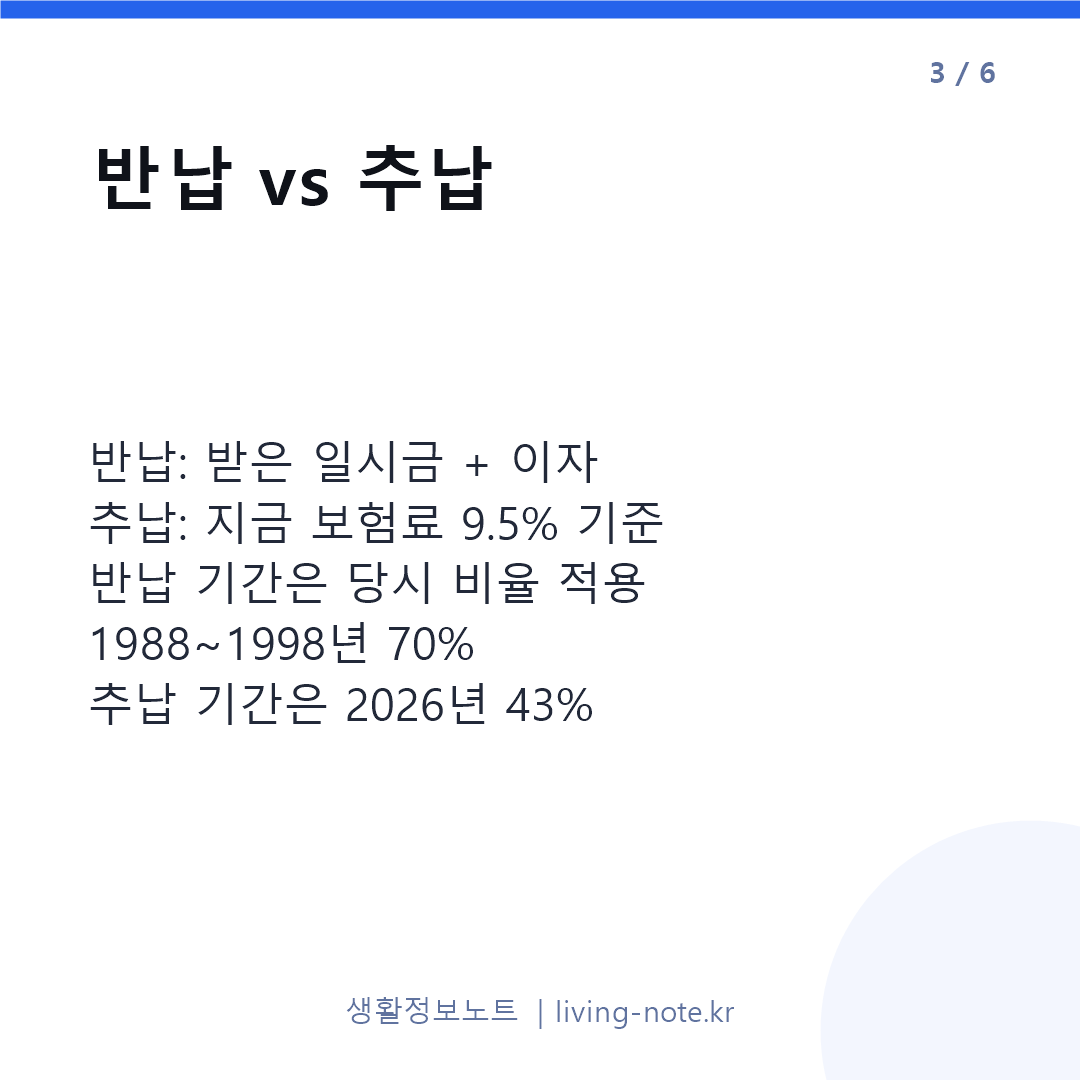 3 / 6
반납 vs 추납
반납: 받은 일시금 + 이자
추납: 지금 보험료 9.5% 기준
반납 기간은 당시 비율 적용
1988~1998년 70%
추납 기간은 2026년 43%
생활정보노트 | living-note.kr